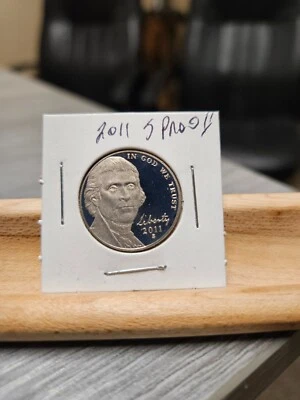 2011 S PROOF
IN GOD WE TRUST
Liberty
2011
S